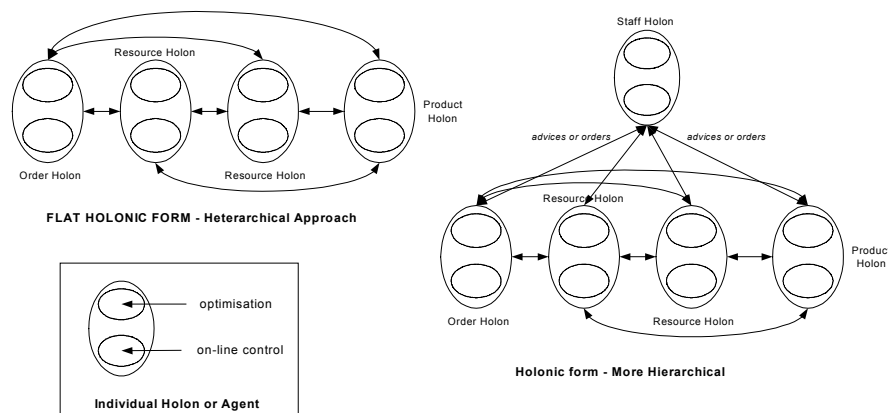 Resource Holon
Product
Holon
Order Holon
Resource Holon
FLAT HOLONIC FORM - Heterarchical Approach
optimisation
on-line control
Individual Holon or Agent
Staff Holon
advices or orders
advices or orders
Resource Holon
Product
Holon
Order Holon
Resource Holon
Holonic form - More Hierarchical